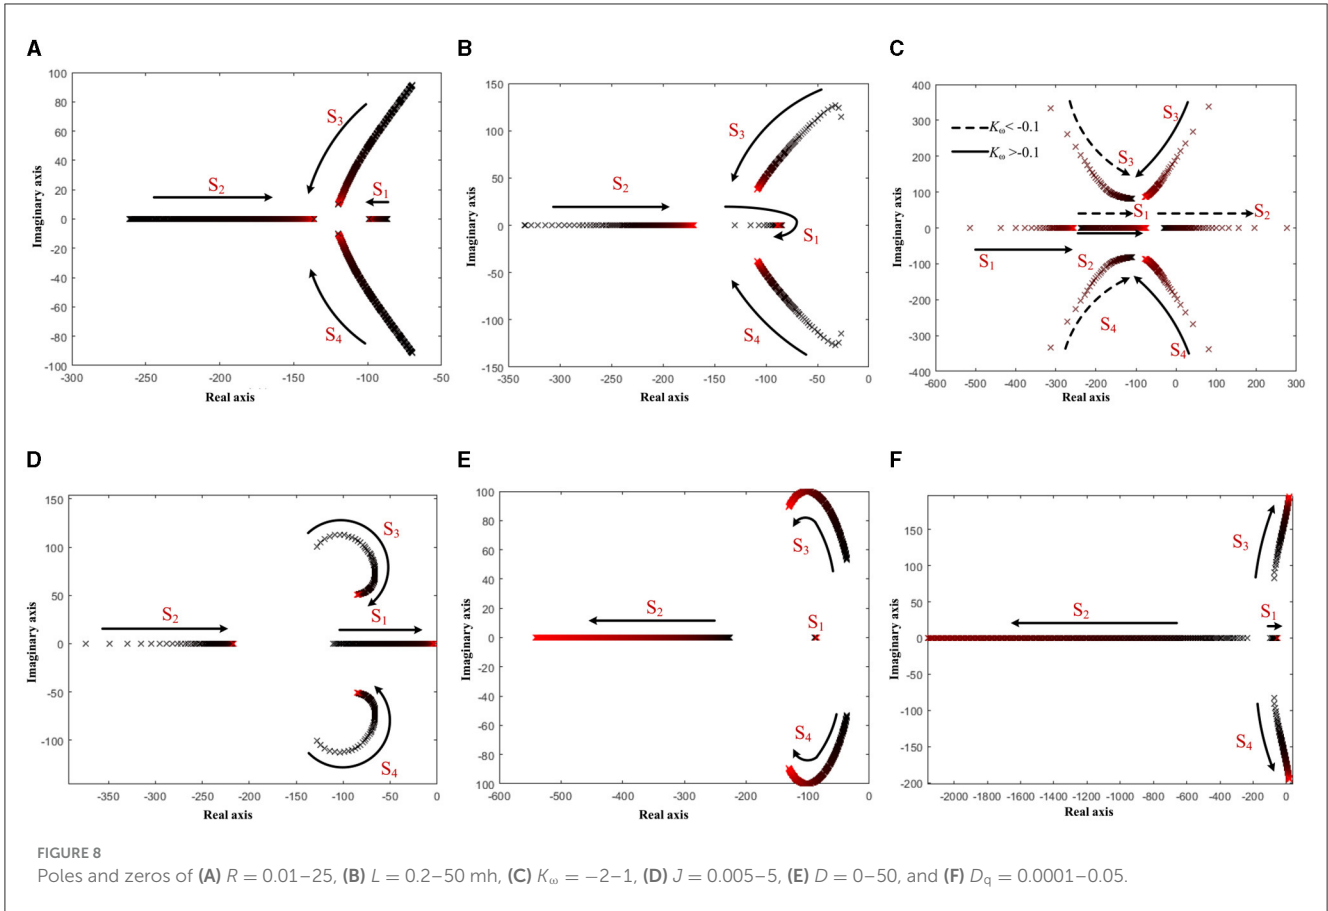 A
100
80
60
40
20
0
-20
-40
-60
-80
-100
-300
-250
-200
-150
-100
-50
Imaginary axis
Real axis
S3
S2
S1
S4
B
150
100
50
0
-50
-100
-150
-350
-300
-250
-200
-150
-100
-50
0
Imaginary axis
Real axis
S3
S2
S1
S4
C
400
300
200
100
0
-100
-200
-300
-400
-600
-500
-400
-300
-200
-100
0
100
200
300
Imaginary axis
Real axis
Kω< -0.1
Kω>-0.1
S3
S3
S1
S2
S1
S2
S4
S4
D
150
100
50
0
-50
-100
-350
-300
-250
-200
-150
-100
-50
0
Imaginary axis
Real axis
S3
S2
S1
S4
E
100
80
60
40
20
0
-20
-40
-60
-80
100
-600
-500
-400
-300
-200
-100
0
Imaginary axis
Real axis
S3
S2
S1
S4
F
150
100
50
0
-50
-100
-150
-200
-2000
-1800
-1600
-1400
-1200
-1000
-800
-600
-400
-200
0
Imaginary axis
Real axis
S3
S2
S1
S4
FIGURE 8
Poles and zeros of (A) R = 0.01–25, (B) L = 0.2–50 mh, (C) Kω = −2–1, (D) J = 0.005–5, (E) D = 0–50, and (F) Dq = 0.0001–0.05.